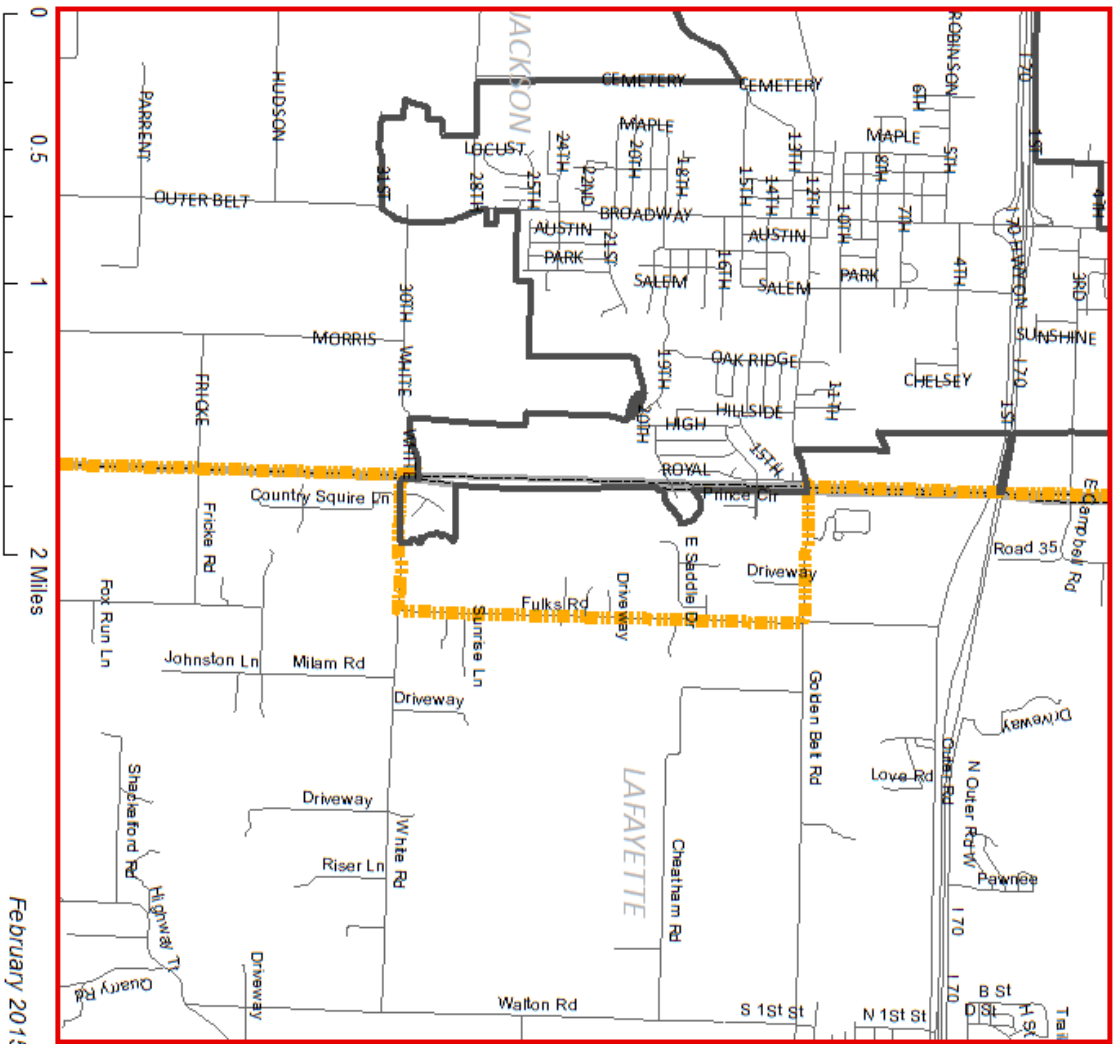 0
0.5
1
2 Miles
February 2015
JACKSON
LAFAYETTE
PARRENT
HUDSON
OUTER BELT
31ST
CEMETERY
CEMETERY
LOCUST
28TH
25TH
24TH
22ND
20TH
MAPLE
18TH
BROADWAY
15TH
14TH
13TH
12TH
6TH
MAPLE
8TH
5TH
ROBINSON
I 70
1ST
AUSTIN
PARK
21ST
SALEM
16TH
AUSTIN
SALEM
10TH
7TH
PARK
4TH
I 70 HWY ON
3RD
SUNSHINE
MORRIS
30TH
WHITE
FRICKE
19TH
OAK RIDGE
11TH
CHELSEY
I 70
1ST
HILLSIDE
HIGH
20TH
15TH
ROYAL
Prince Cir
Country Squire Ln
Fricke Rd
E Campbell Rd
Road 35
Driveway
E Saddle Dr
Driveway
Fulks Rd
Sunrise Ln
Fox Run Ln
Johnston Ln
Milam Rd
Driveway
Golden Belt Rd
Driveway
Outer Rd
Love Rd
N Outer Rd W
Pawnee
Shackelford Rd
Driveway
White Rd
Riser Ln
Cheatham Rd
Quarry Rd
Driveway
Walton Rd
S 1St St
N 1St St
I 70
I 70
B St
D St
H St